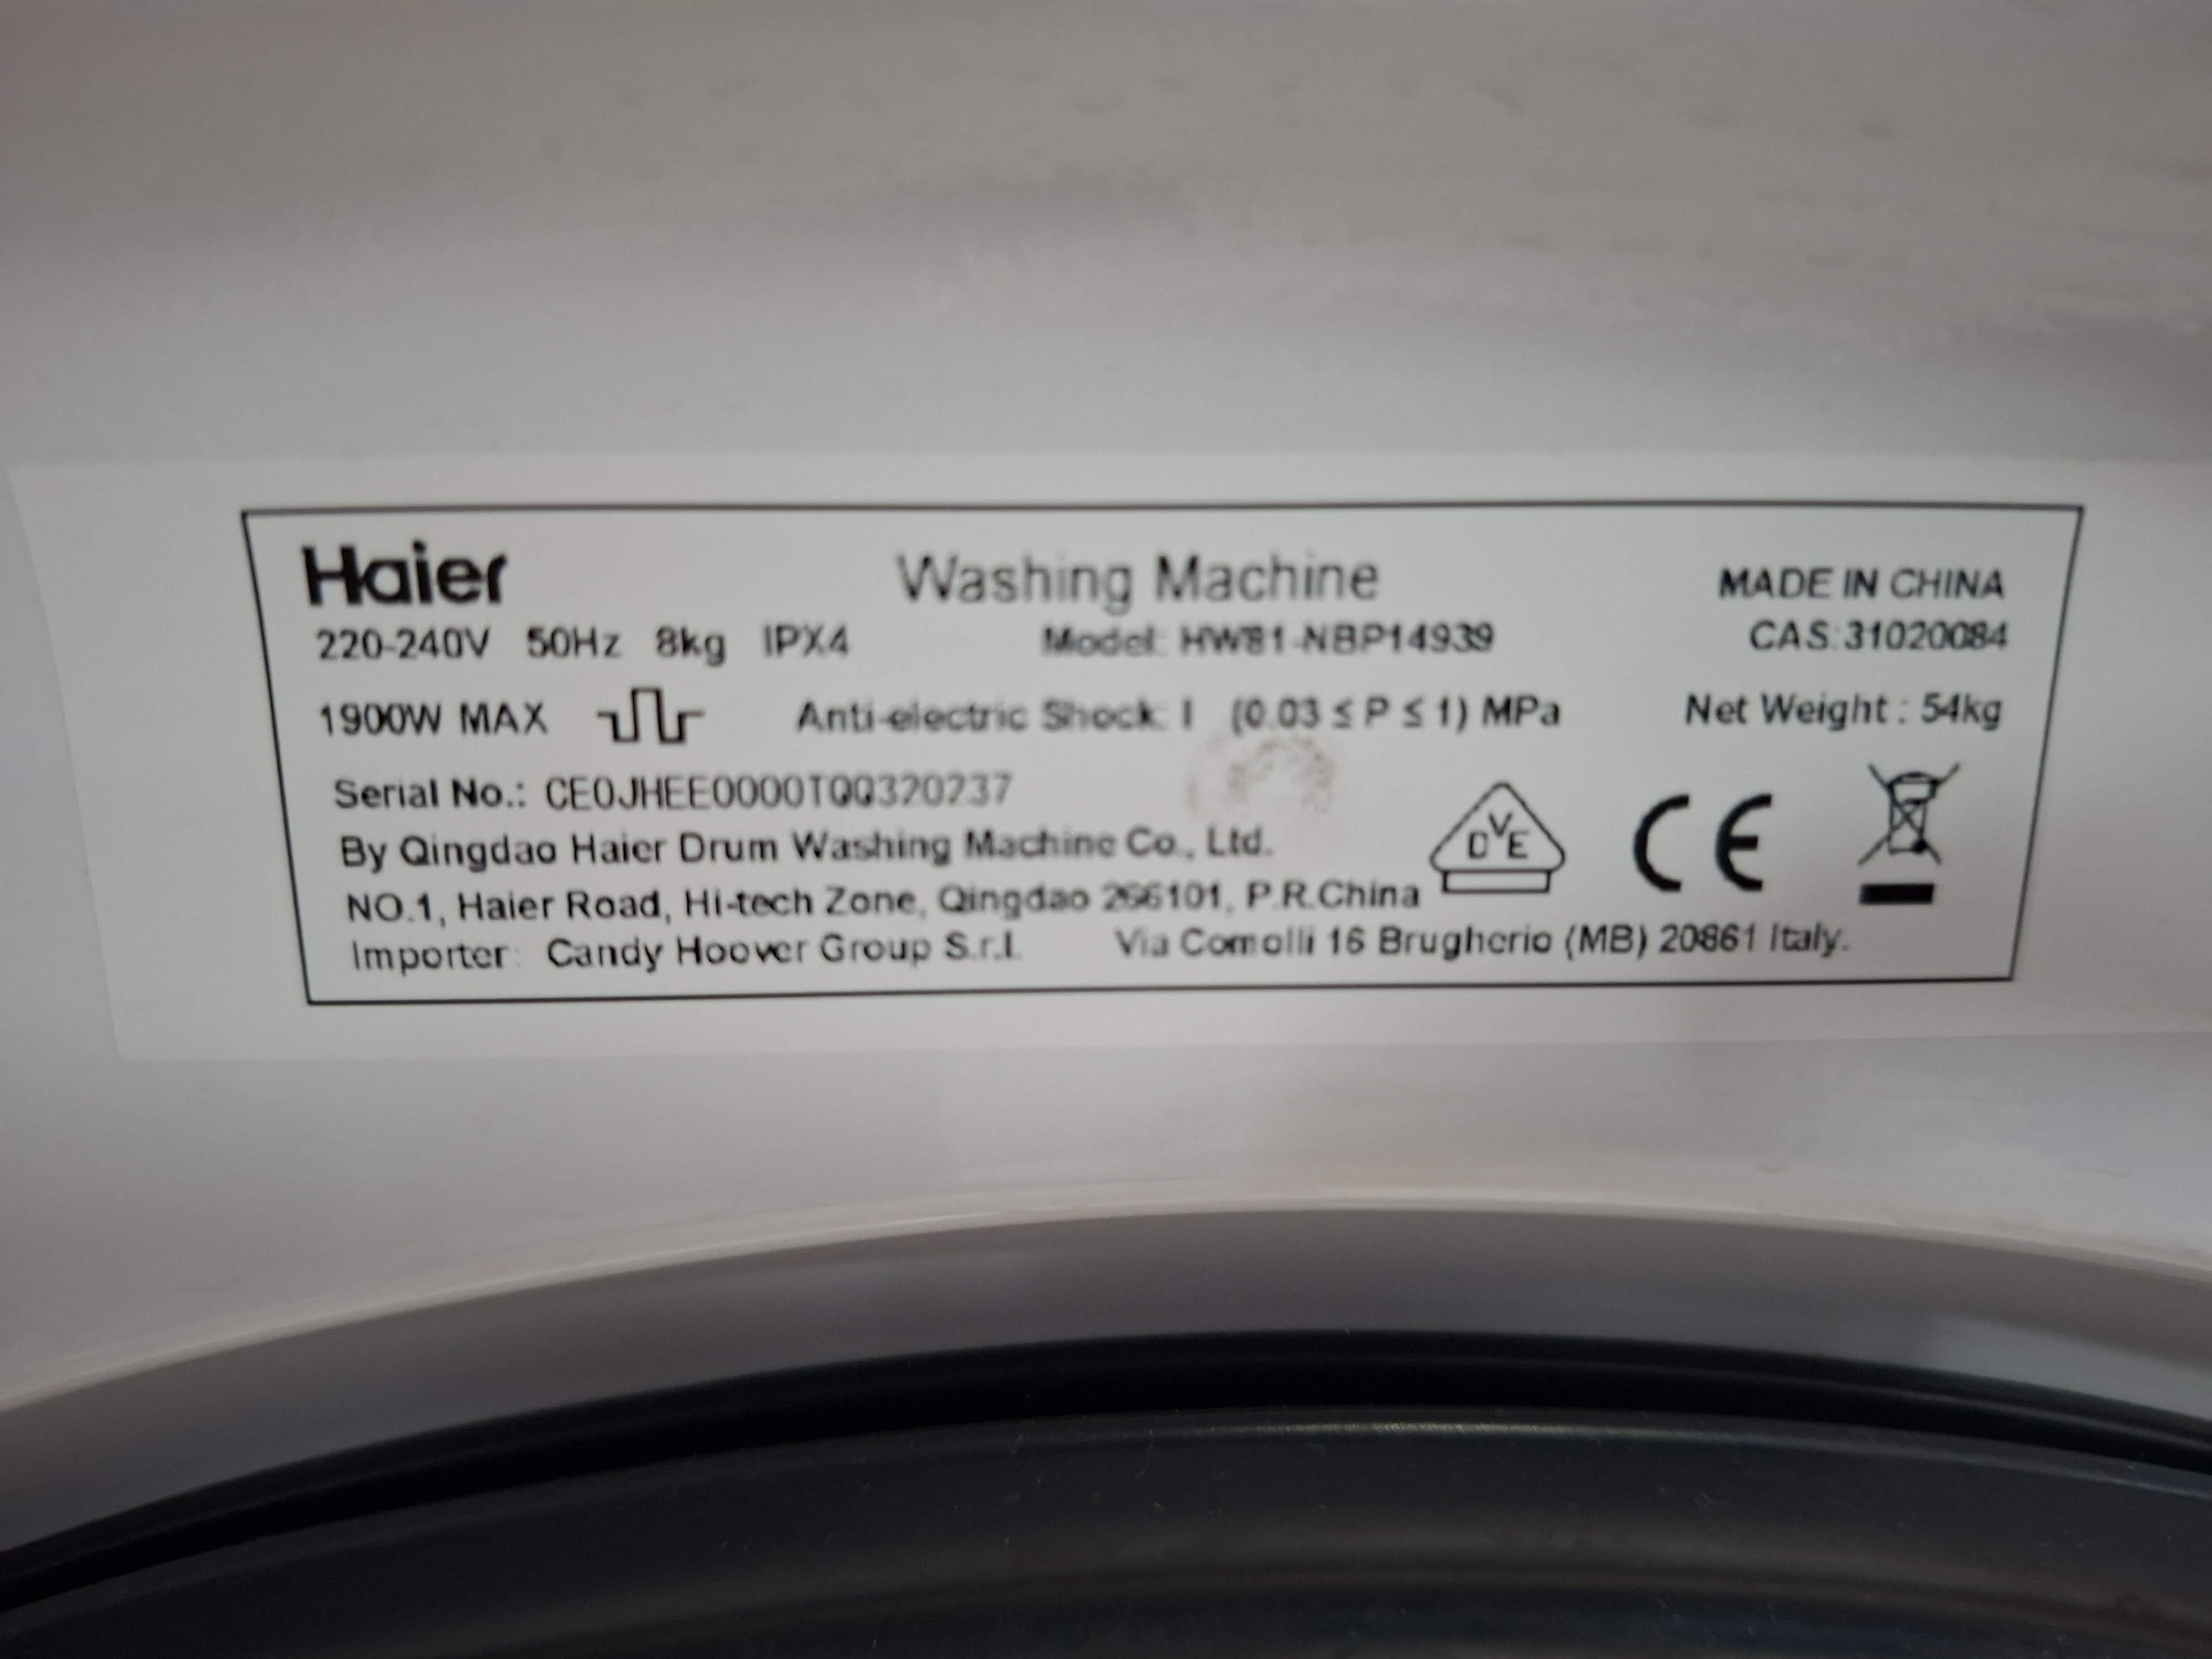 Haier Washing Machine MADE IN CHINA
220-240V 50Hz 8kg IPX4 Model: HW81-NBP14939 CAS:31020084
1900W MAX Anti-electric Shock: I (0.03 ≤ P ≤ 1) MPa Net Weight : 54kg
Serial No.: CE0JHEE0000TQQ320237
By Qingdao Haier Drum Washing Machine Co., Ltd.
DVE CE
NO.1, Haier Road, Hi-tech Zone, Qingdao 266101, P.R.China
Importer: Candy Hoover Group S.r.l. Via Comolli 16 Brugherio (MB) 20861 Italy.